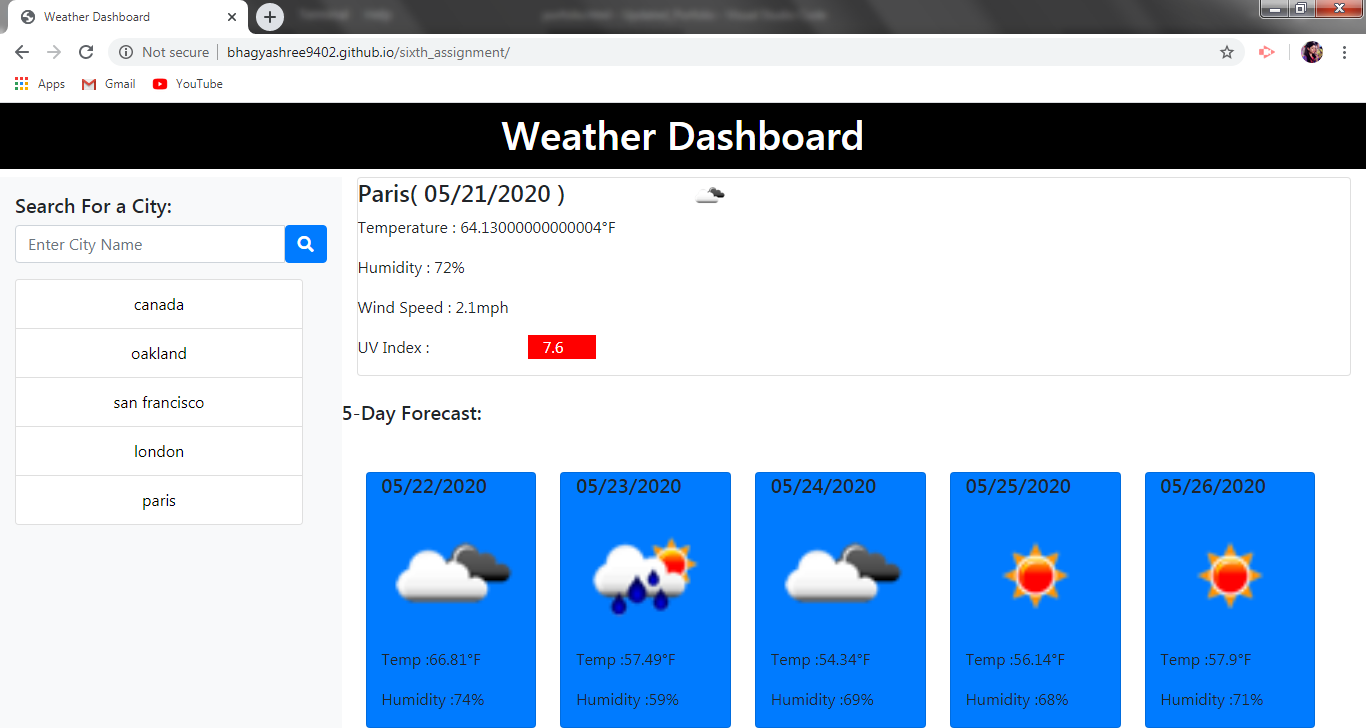 Weather Dashboard
Not secure
bhagyashree9402.github.io/sixth_assignment/
Apps
Gmail
YouTube
Weather Dashboard
Search For a City:
Enter City Name
canada
oakland
san francisco
london
paris
Paris( 05/21/2020 )
Temperature : 64.13000000000004°F
Humidity : 72%
Wind Speed : 2.1mph
UV Index : 7.6
5-Day Forecast:
05/22/2020
Temp :66.81°F
Humidity :74%
05/23/2020
Temp :57.49°F
Humidity :59%
05/24/2020
Temp :54.34°F
Humidity :69%
05/25/2020
Temp :56.14°F
Humidity :68%
05/26/2020
Temp :57.9°F
Humidity :71%